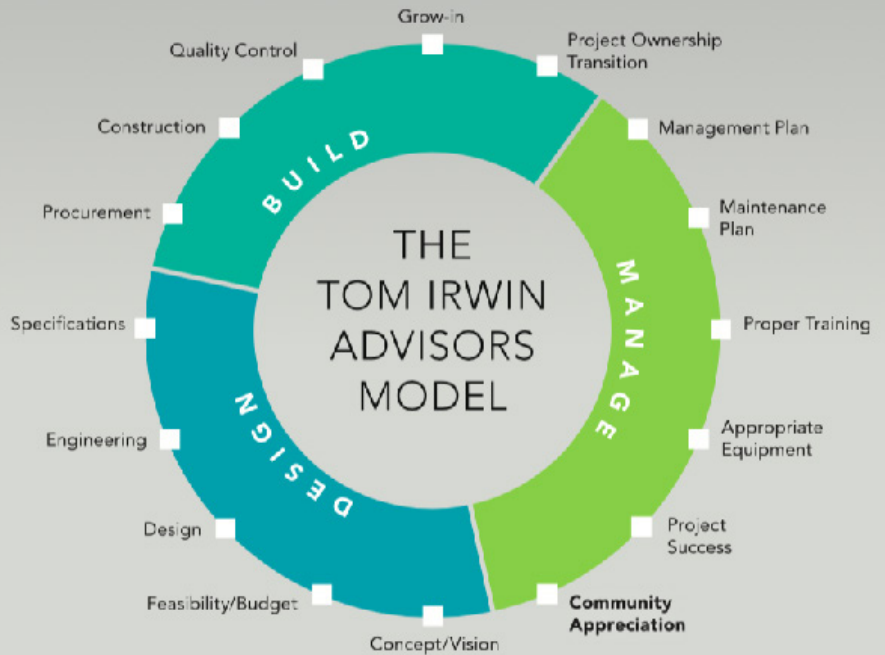 Grow-in
Quality Control
Project Ownership
Transition
Construction
Management Plan
BUILD
Procurement
Maintenance
Plan
THE
TOM IRWIN
ADVISORS
MODEL
MANAGE
Specifications
Proper Training
DESIGN
Engineering
Appropriate
Equipment
Design
Project
Success
Feasibility/Budget
Community
Appreciation
Concept/Vision